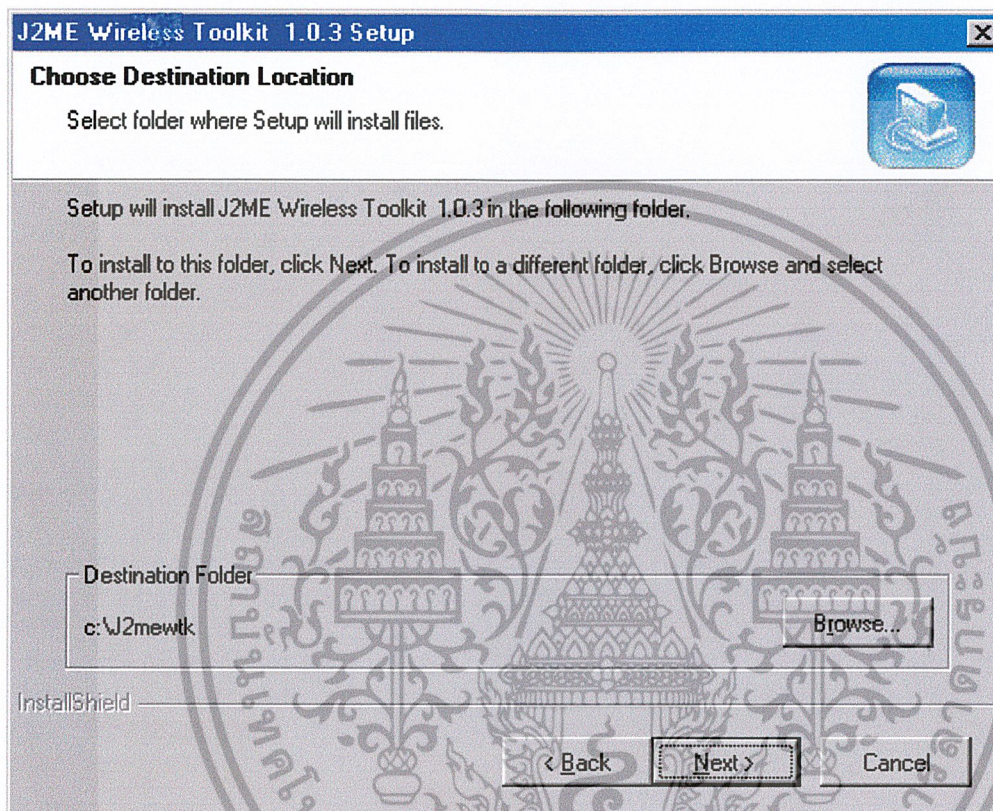 J2ME Wireless Toolkit 1.0.3 Setup
Choose Destination Location
Select folder where Setup will install files.
Setup will install J2ME Wireless Toolkit 1.0.3 in the following folder.
To install to this folder, click Next. To install to a different folder, click Browse and select
another folder.
Destination Folder
c:\J2mewtk
Browse...
InstallShield
< Back
Next >
Cancel